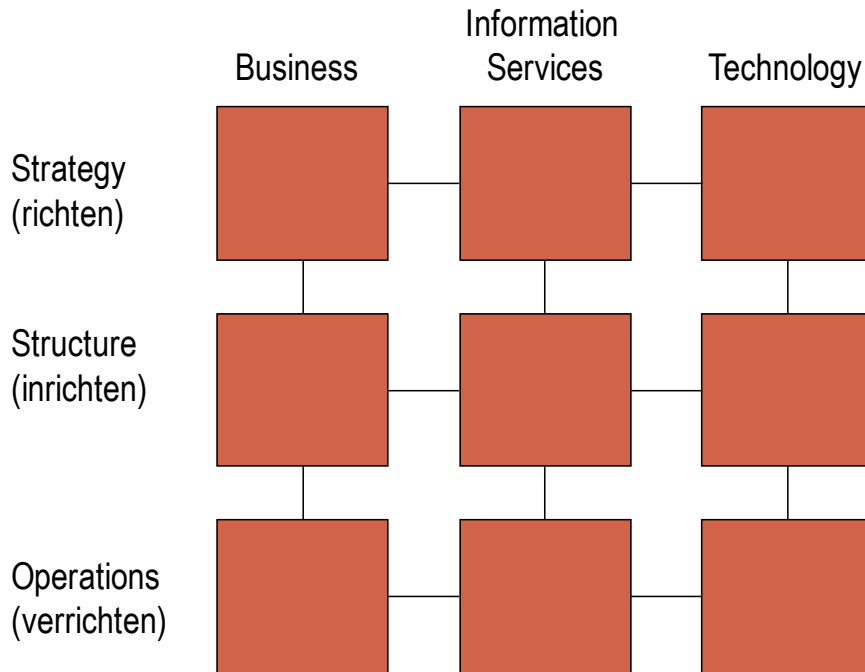 Information
Business Services Technology
Strategy
(richten)
Structure
(inrichten)
Operations
(verrichten)